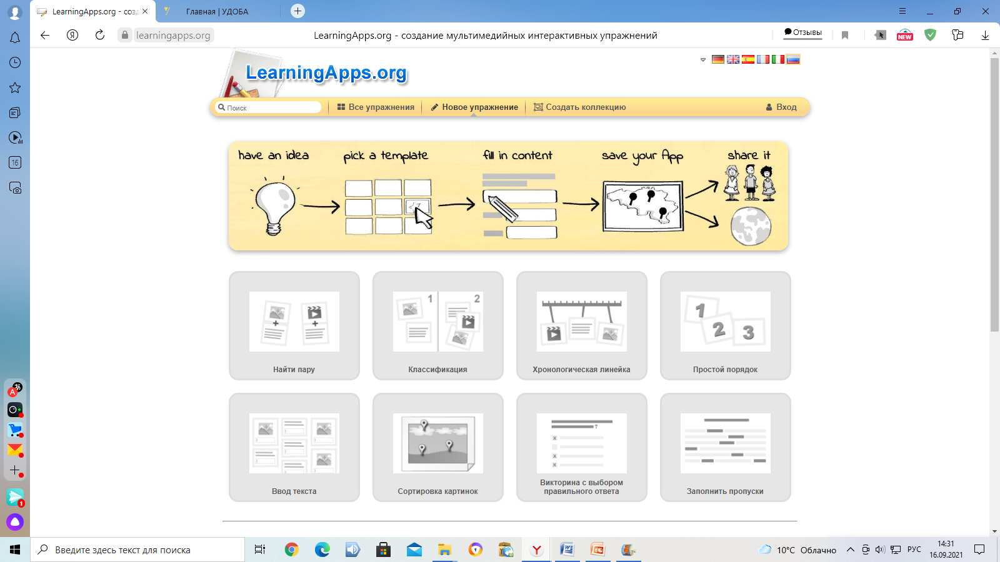 LearningApps.org - созд
Главная | УДОБА
learningapps.org
LearningApps.org - создание мультимедийных интерактивных упражнений
Отзывы
NEW
LearningApps.org
Поиск
Все упражнения
Новое упражнение
Создать коллекцию
Вход
have an idea
pick a template
fill in content
save your App
share it
1
2
1
2
3
Найти пару
Классификация
Хронологическая линейка
Простой порядок
?
Ввод текста
Сортировка картинок
Викторина с выбором
правильного ответа
Заполнить пропуски
16
1
Введите здесь текст для поиска
10°C Облачно
РУС
14:31
16.09.2021